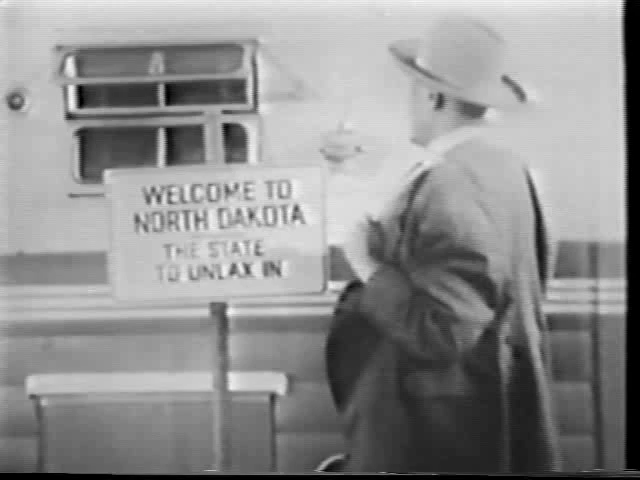 WELCOME TO
NORTH DAKOTA
THE STATE
TO UNLAX IN